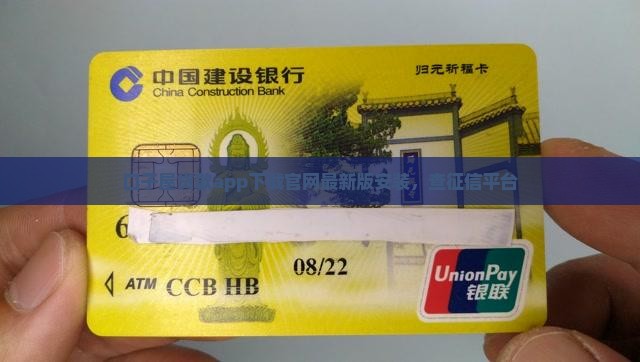 中国建设银行
China Construction Bank
归元祈福卡
app下载官网最新版安装，查征信平台
6
08/22
ATM CCB HB
UnionPay
银联